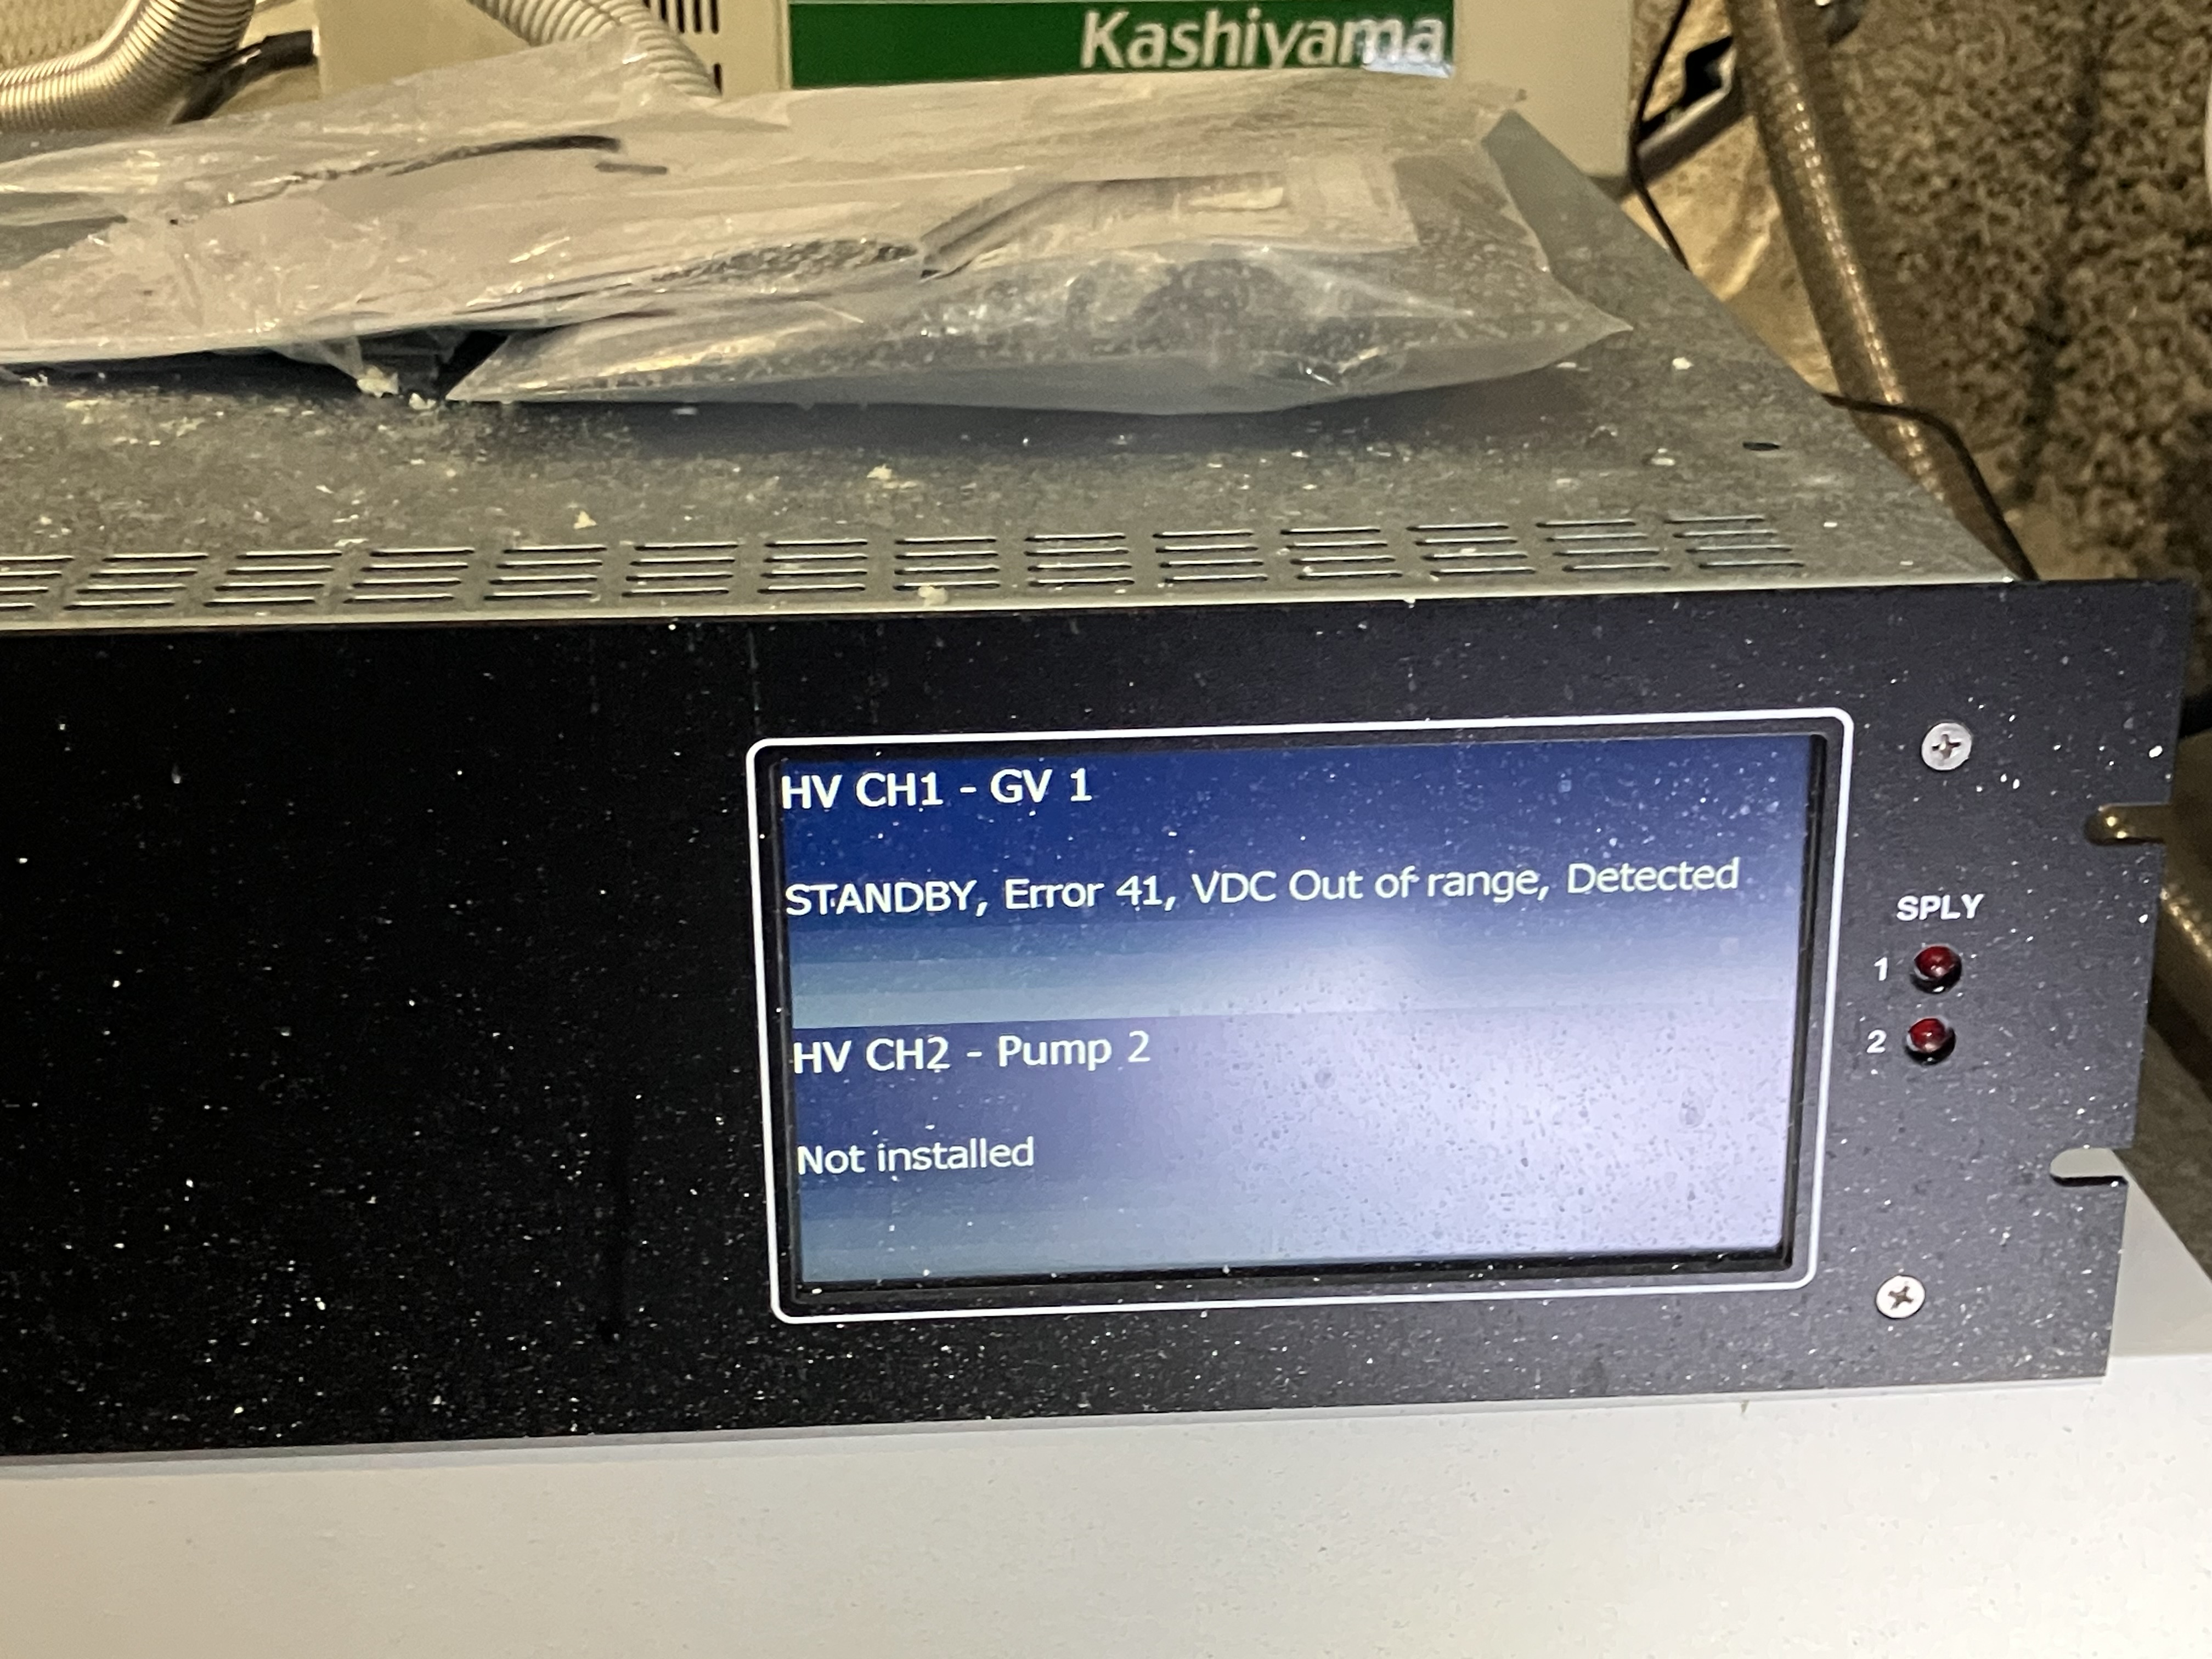 Kashiyama
HV CH1 - GV 1
STANDBY, Error 41, VDC Out of range, Detected
HV CH2 - Pump 2
Not installed
SPLY
1
2